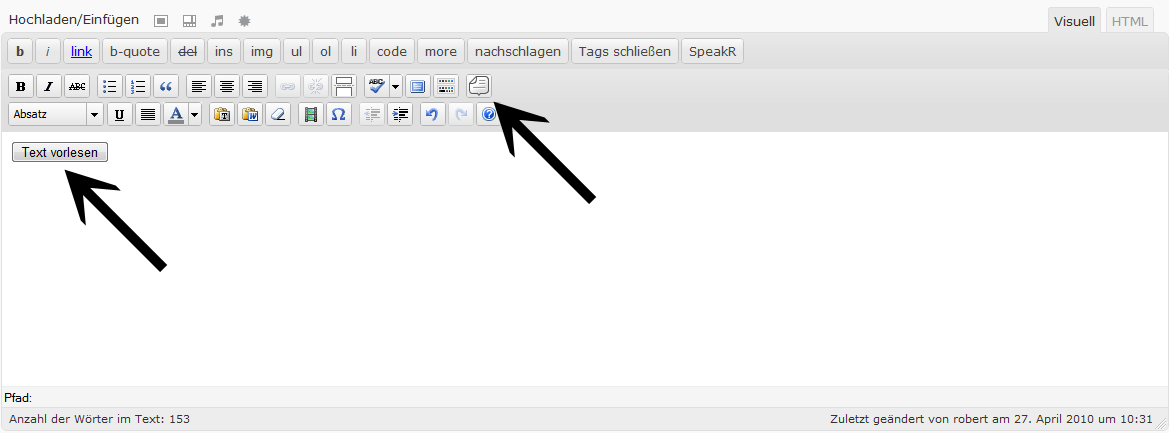 Hochladen/Einfügen Visuell HTML
b i link b-quote del ins img ul ol li code more nachschlagen Tags schließen SpeakR
B I ABC ABC
Absatz U A T W Ω ?
Text vorlesen
Pfad:
Anzahl der Wörter im Text: 153 Zuletzt geändert von robert am 27. April 2010 um 10:31